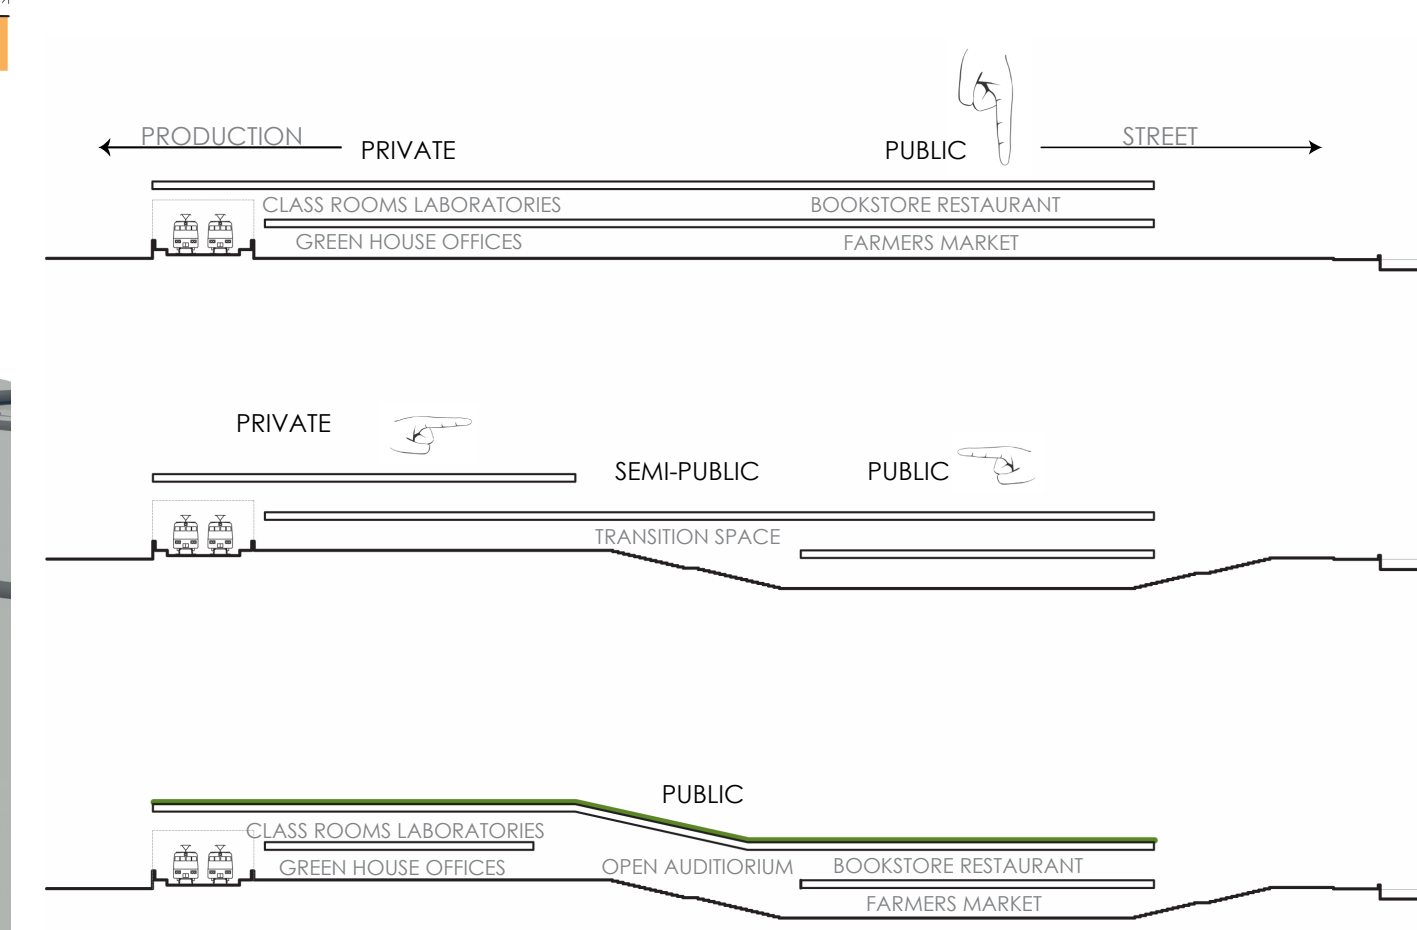 PRODUCTION
PRIVATE
PUBLIC
STREET
CLASS ROOMS LABORATORIES
BOOKSTORE RESTAURANT
GREEN HOUSE OFFICES
FARMERS MARKET
PRIVATE
SEMI-PUBLIC
PUBLIC
TRANSITION SPACE
PUBLIC
CLASS ROOMS LABORATORIES
GREEN HOUSE OFFICES
OPEN AUDITIORIUM
BOOKSTORE RESTAURANT
FARMERS MARKET